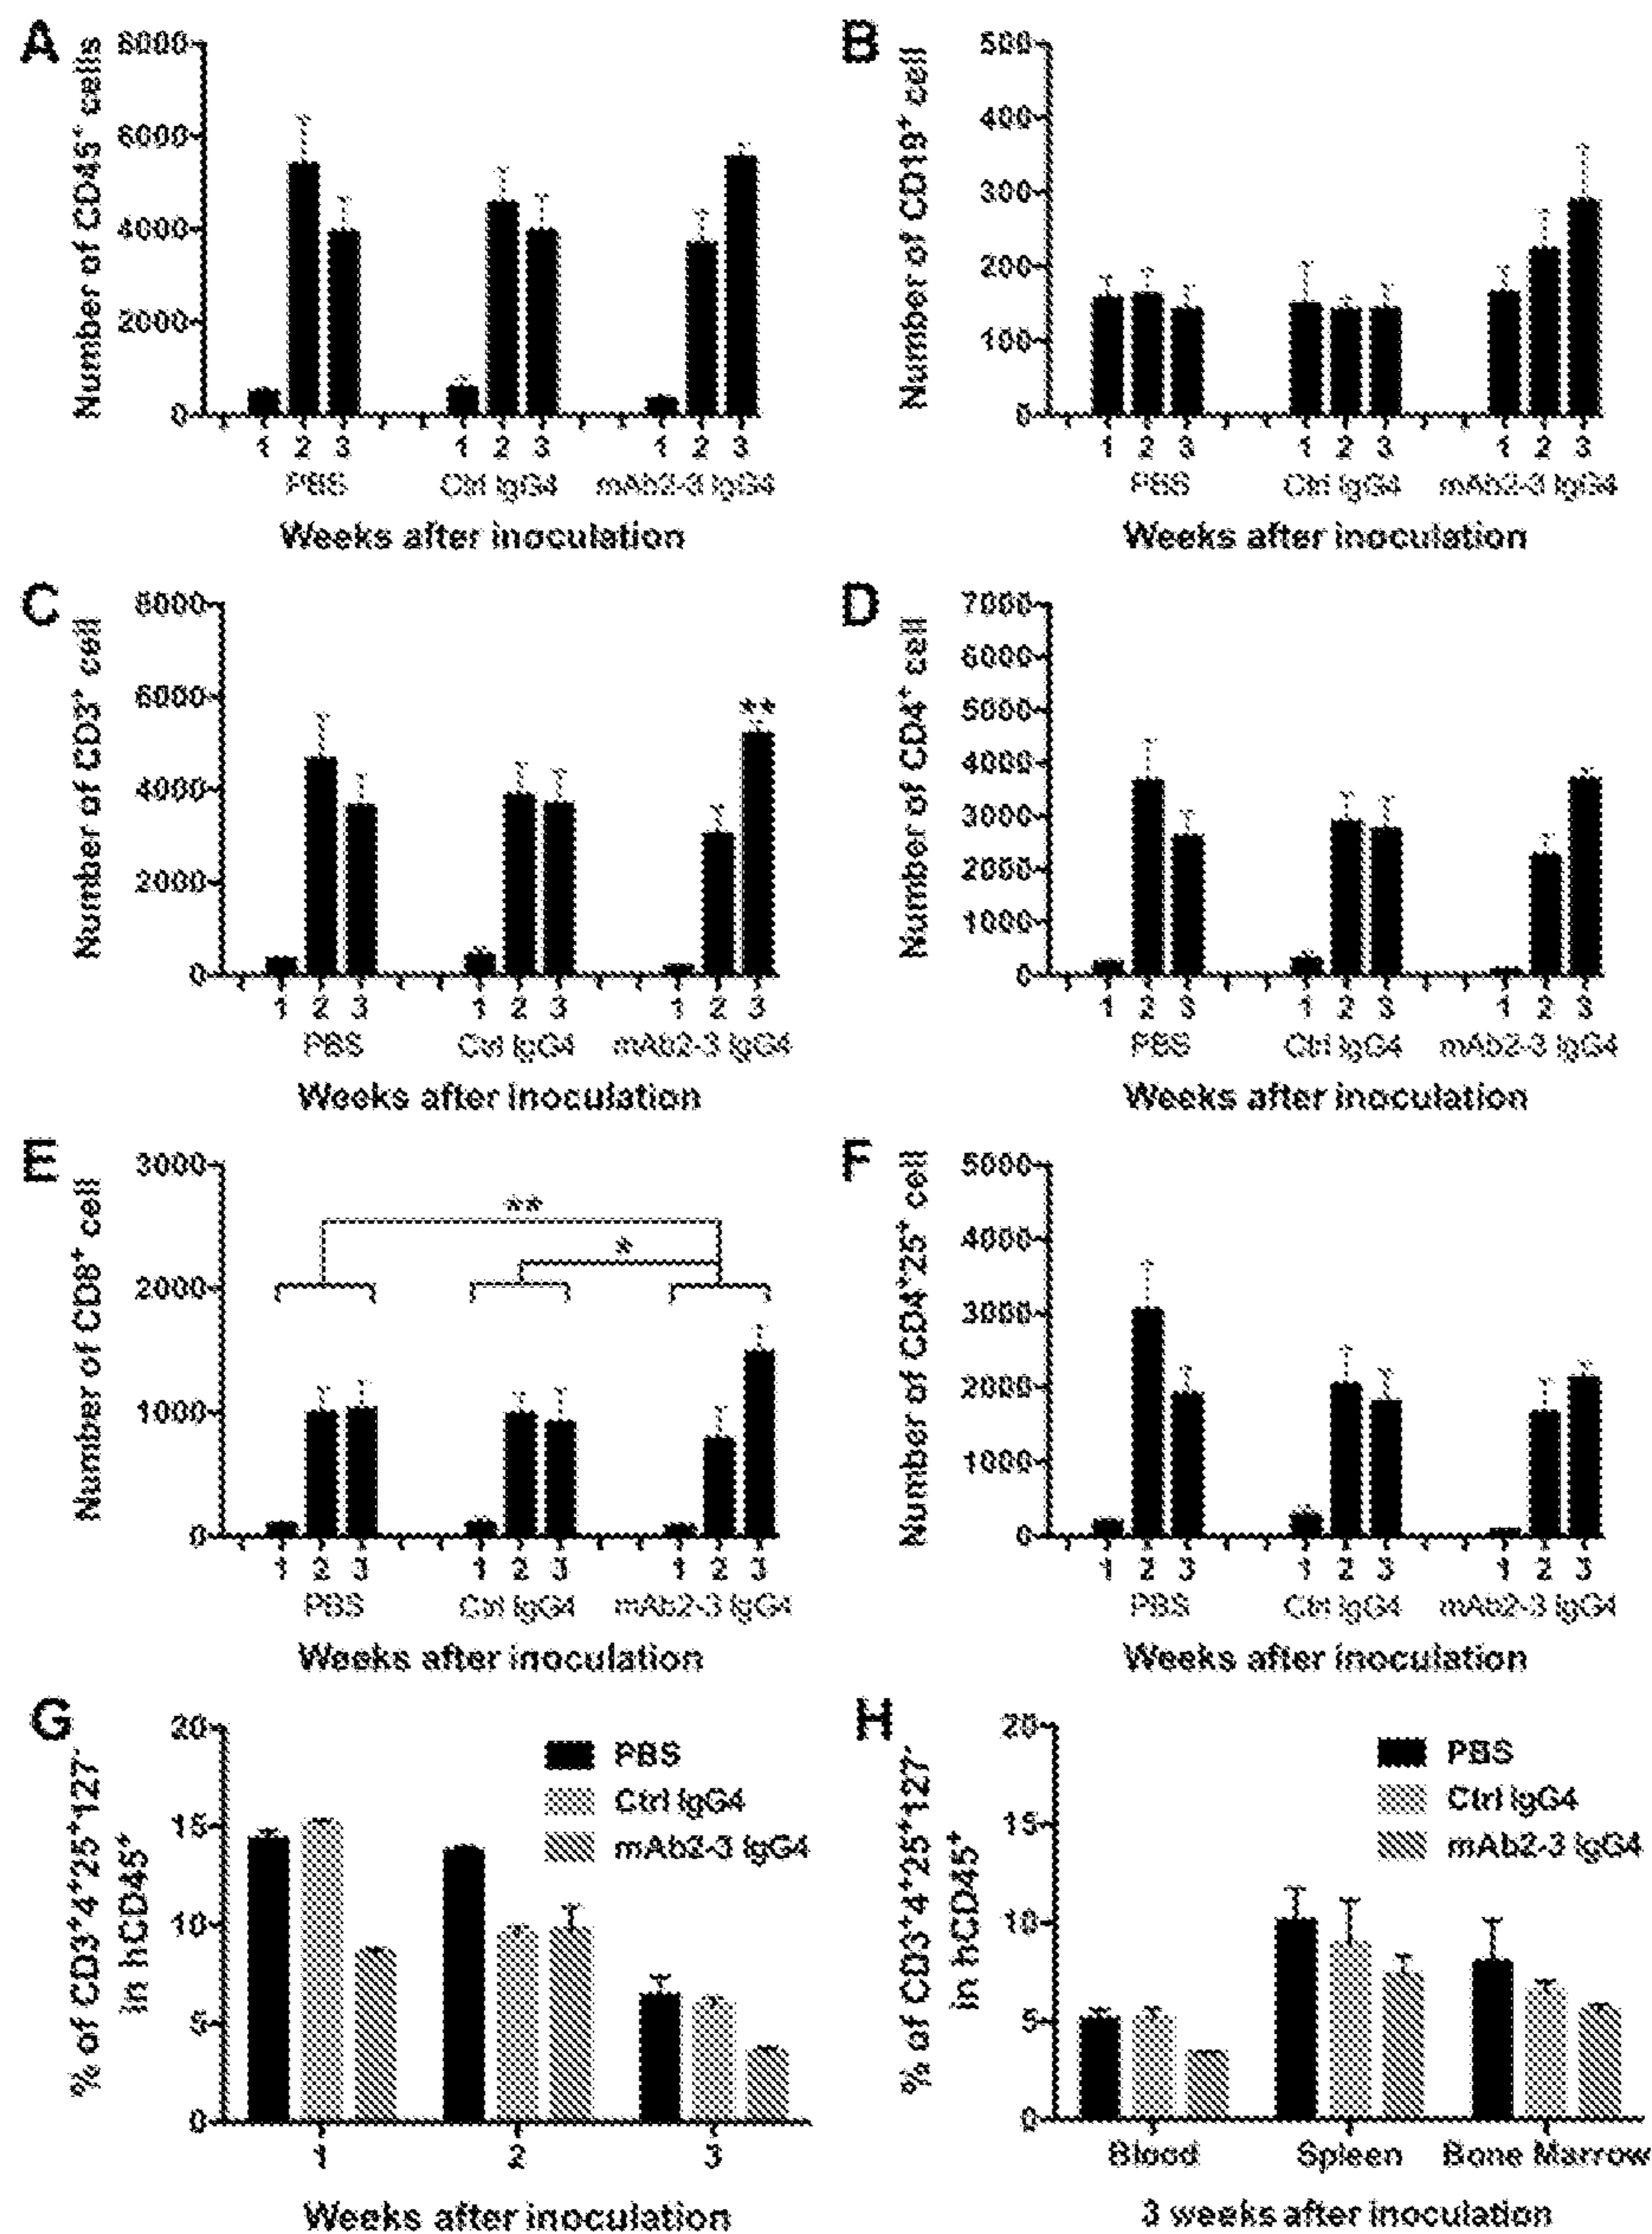 A
Number of CD45⁺ cells
8000
6000
4000
2000
0
1 2 3 1 2 3 1 2 3
PBS Ctrl IgG4 mAb2-3 IgG4
Weeks after inoculation
B
Number of CD19⁺ cell
500
400
300
200
100
0
1 2 3 1 2 3 1 2 3
PBS Ctrl IgG4 mAb2-3 IgG4
Weeks after inoculation
C
Number of CD3⁺ cell
8000
6000
4000
2000
0
**
1 2 3 1 2 3 1 2 3
PBS Ctrl IgG4 mAb2-3 IgG4
Weeks after inoculation
D
Number of CD4⁺ cell
7000
6000
5000
4000
3000
2000
1000
0
1 2 3 1 2 3 1 2 3
PBS Ctrl IgG4 mAb2-3 IgG4
Weeks after inoculation
E
Number of CD8⁺ cell
3000
2000
1000
0
**
*
1 2 3 1 2 3 1 2 3
PBS Ctrl IgG4 mAb2-3 IgG4
Weeks after inoculation
F
Number of CD4⁺25⁺ cell
5000
4000
3000
2000
1000
0
1 2 3 1 2 3 1 2 3
PBS Ctrl IgG4 mAb2-3 IgG4
Weeks after inoculation
G
% of CD3⁺4⁺25⁺127⁻
in hCD45⁺
20
15
10
5
0
PBS
Ctrl IgG4
mAb2-3 IgG4
1 2 3
Weeks after inoculation
H
% of CD3⁺4⁺25⁺127⁻
in hCD45⁺
20
15
10
5
0
PBS
Ctrl IgG4
mAb2-3 IgG4
Blood Spleen Bone Marrow
3 weeks after inoculation